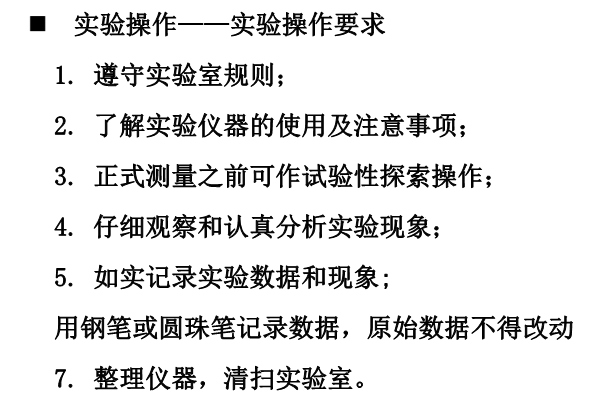 ■ 实验操作——实验操作要求
1. 遵守实验室规则；
2. 了解实验仪器的使用及注意事项；
3. 正式测量之前可作试验性探索操作；
4. 仔细观察和认真分析实验现象；
5. 如实记录实验数据和现象；
用钢笔或圆珠笔记录数据，原始数据不得改动
7. 整理仪器，清扫实验室。